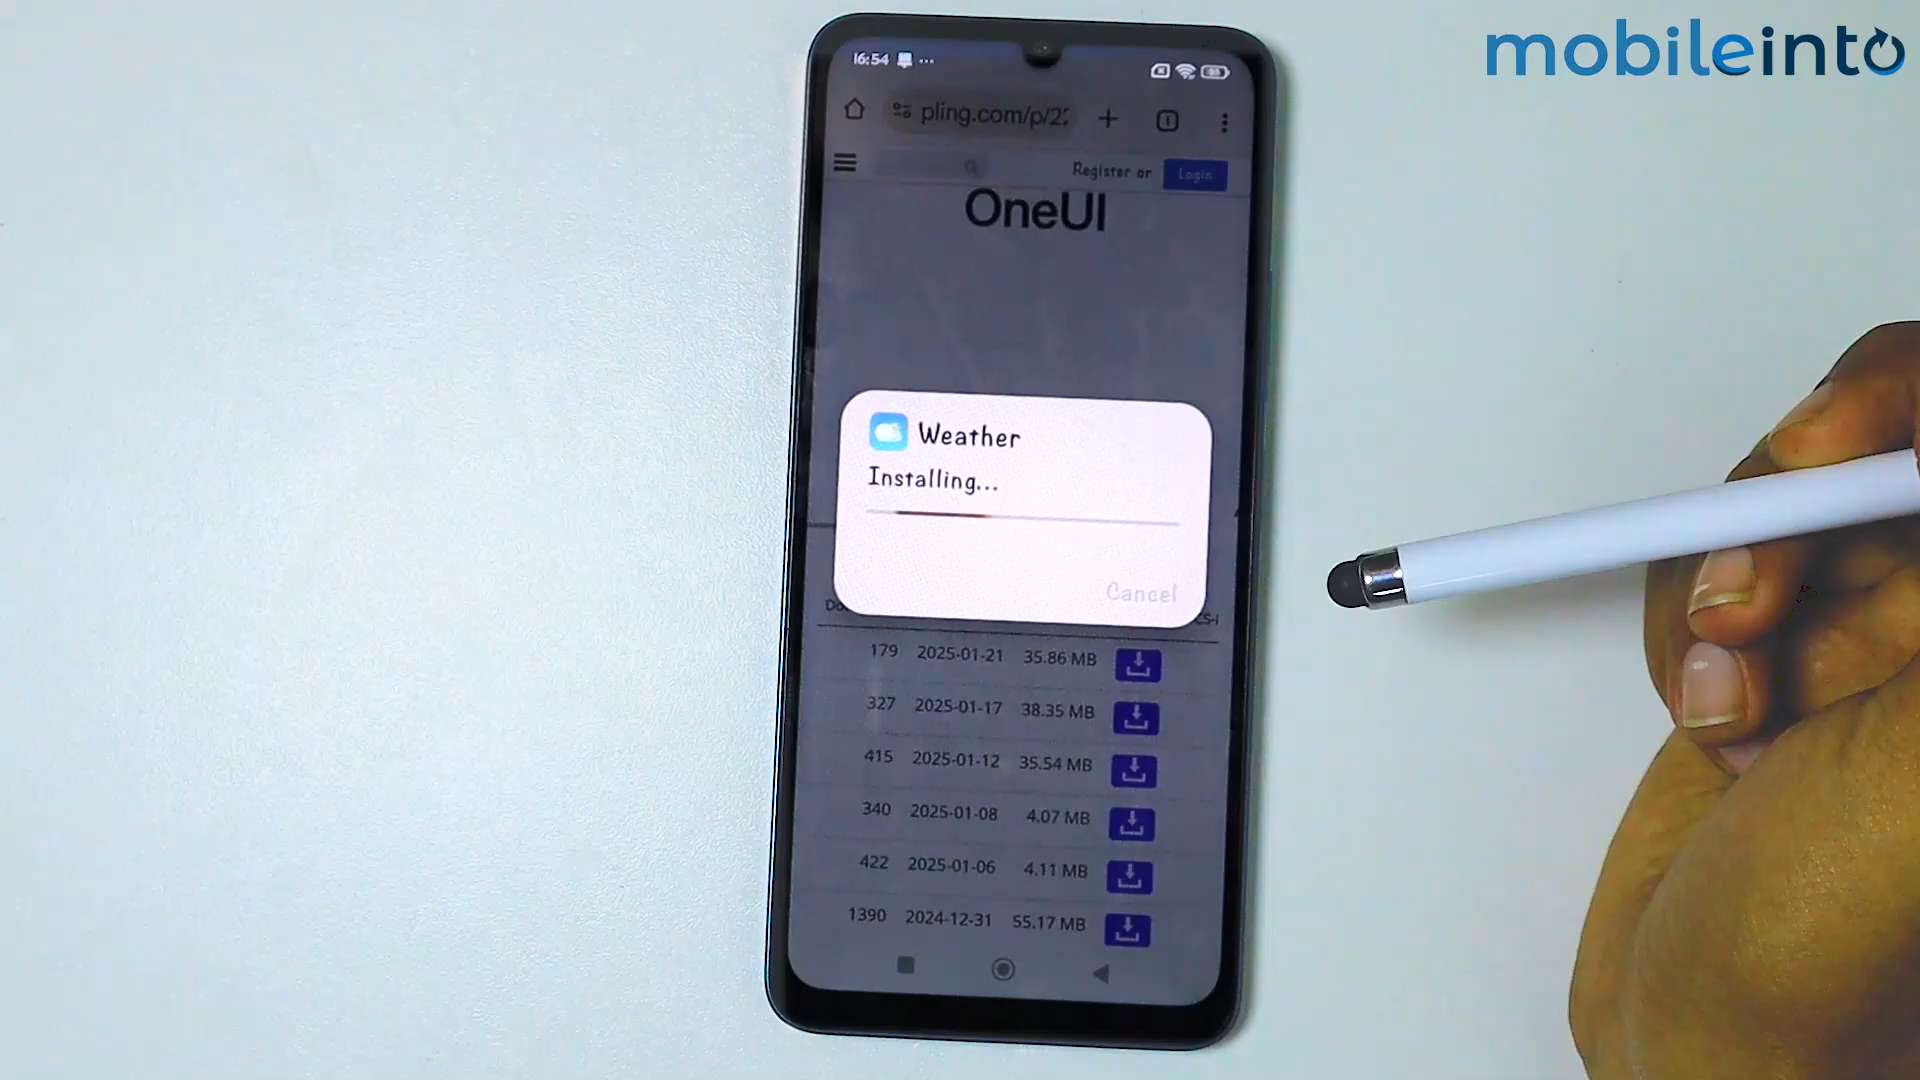 mobileinto
16:54
pling.com/p/2
Register or Login
OneUI
Weather
Installing...
Cancel
179 2025-01-21 35.86 MB
327 2025-01-17 38.35 MB
415 2025-01-12 35.54 MB
340 2025-01-08 4.07 MB
422 2025-01-06 4.11 MB
1390 2024-12-31 55.17 MB